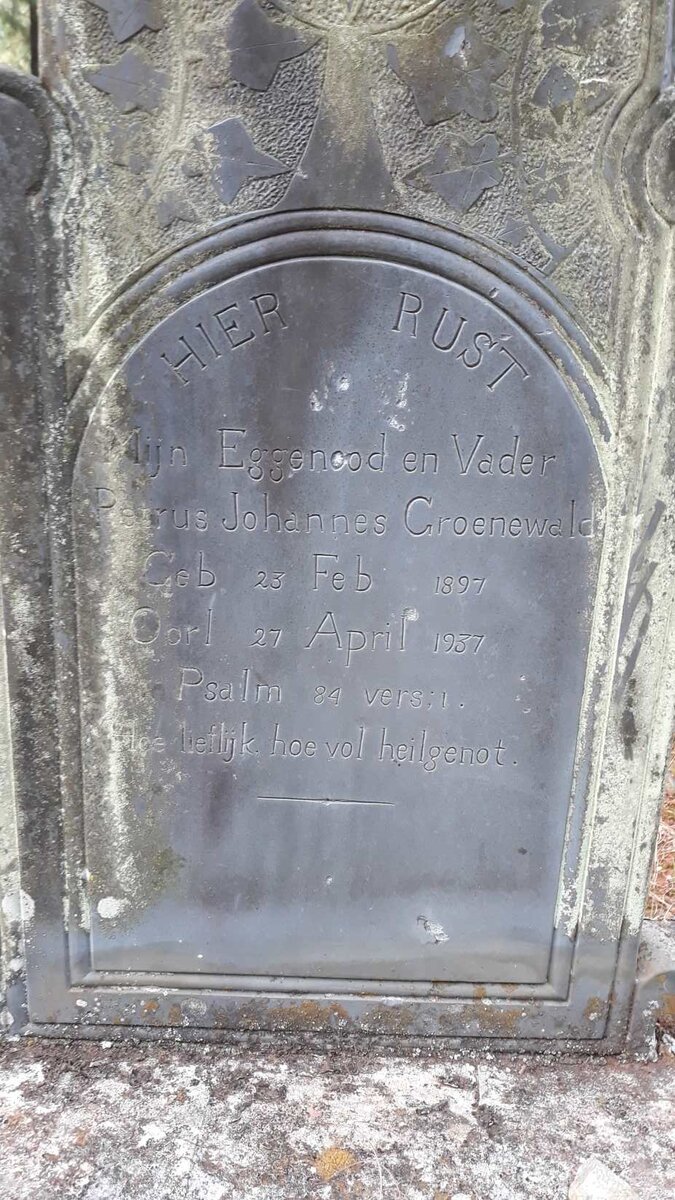 HIER RUST
Mijn Eggenood en Vader
Petrus Johannes Groenewald
Geb 23 Feb 1897
Oorl 27 April 1937
Psalm 84 vers; 1.
Hoe lieflijk. hoe vol heilgenot.